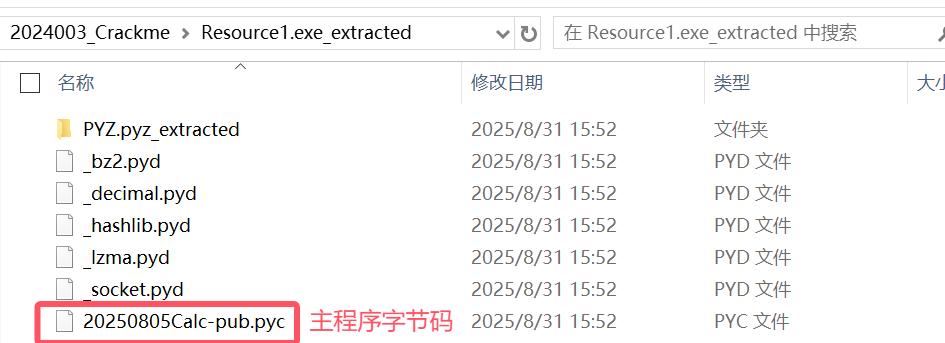 2024003_Crackme > Resource1.exe_extracted 在 Resource1.exe_extracted 中搜索
名称 修改日期 类型 大小
PYZ.pyz_extracted 2025/8/31 15:52 文件夹
_bz2.pyd 2025/8/31 15:52 PYD 文件
_decimal.pyd 2025/8/31 15:52 PYD 文件
_hashlib.pyd 2025/8/31 15:52 PYD 文件
_lzma.pyd 2025/8/31 15:52 PYD 文件
_socket.pyd 2025/8/31 15:52 PYD 文件
20250805Calc-pub.pyc 主程序字节码 2025/8/31 15:52 PYC 文件